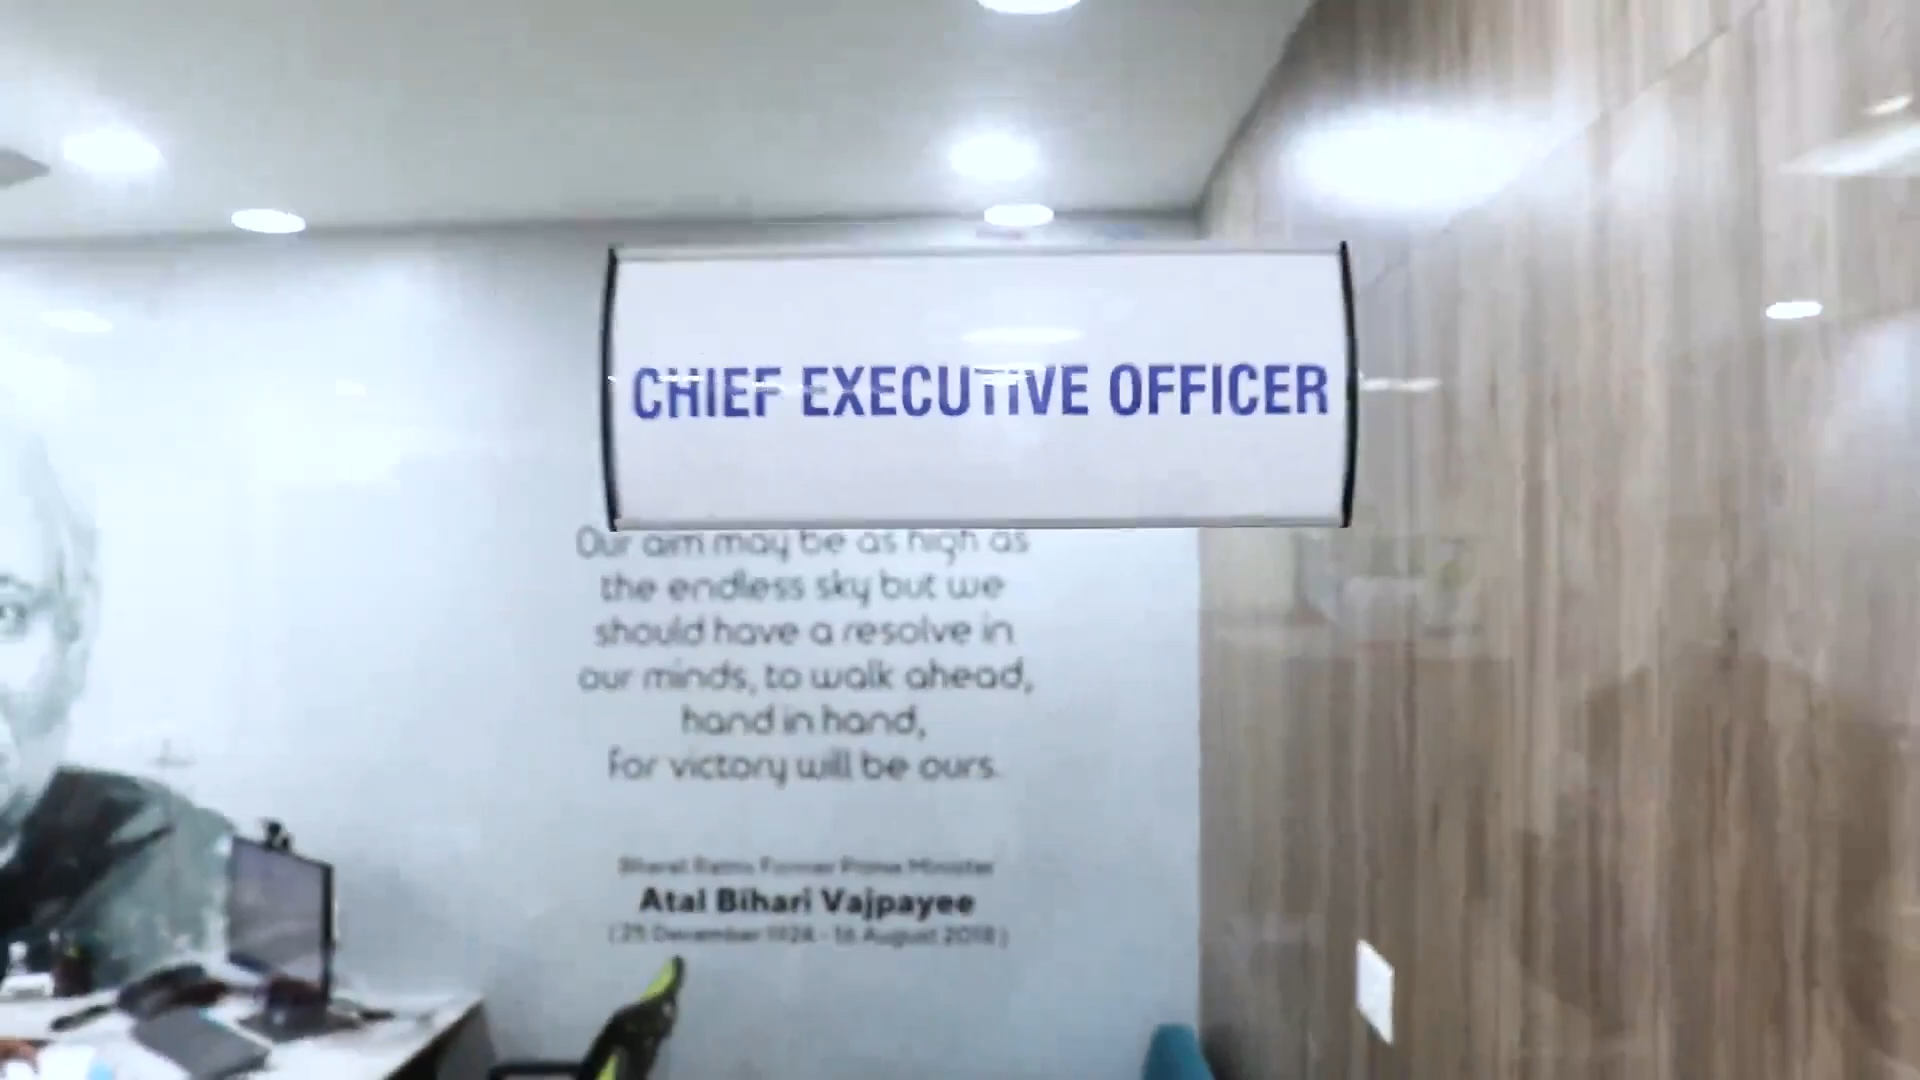 CHIEF EXECUTIVE OFFICER
Our aim may be as high as
the endless sky but we
should have a resolve in
our minds, to walk ahead,
hand in hand,
for victory will be ours.
Bharat Ratna Former Prime Minister
Atal Bihari Vajpayee
(25 December 1924 - 16 August 2018)